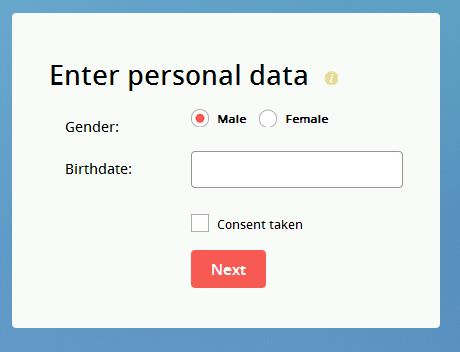 Enter personal data i
Gender: Male Female
Birthdate:
Consent taken
Next